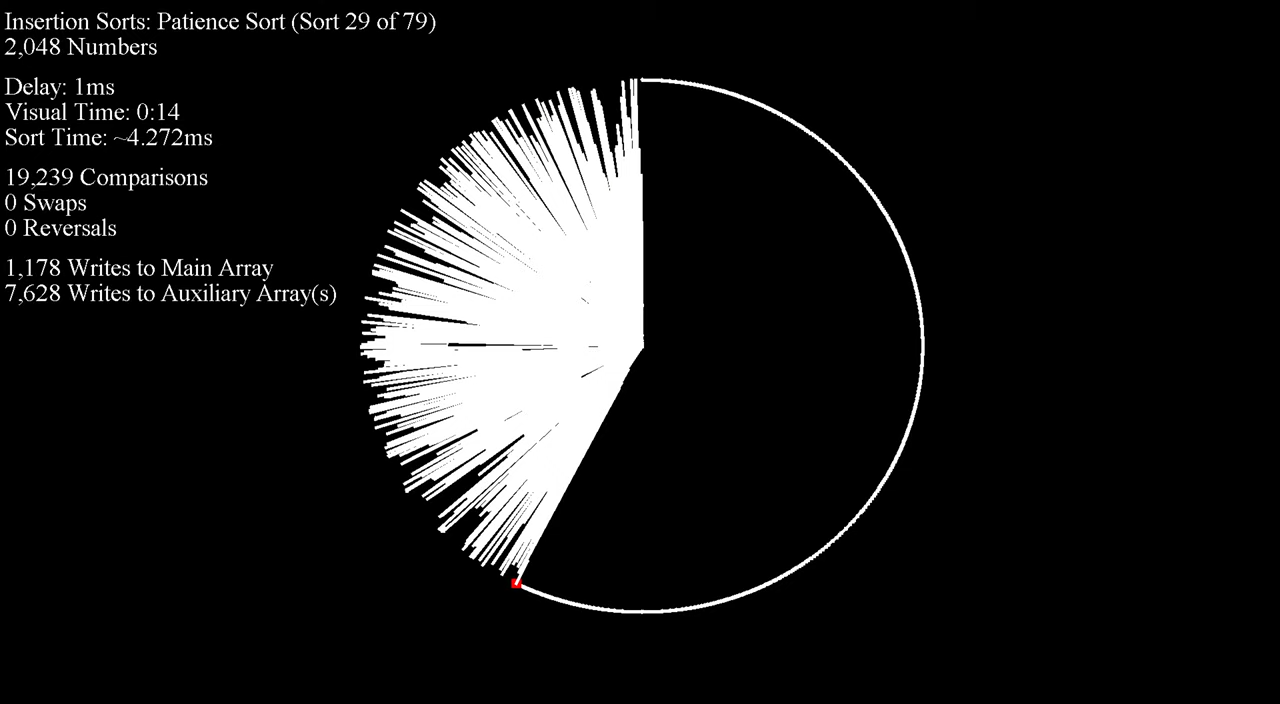 Insertion Sorts: Patience Sort (Sort 29 of 79)
2,048 Numbers
Delay: 1ms
Visual Time: 0:14
Sort Time: ~4.272ms
19,239 Comparisons
0 Swaps
0 Reversals
1,178 Writes to Main Array
7,628 Writes to Auxiliary Array(s)